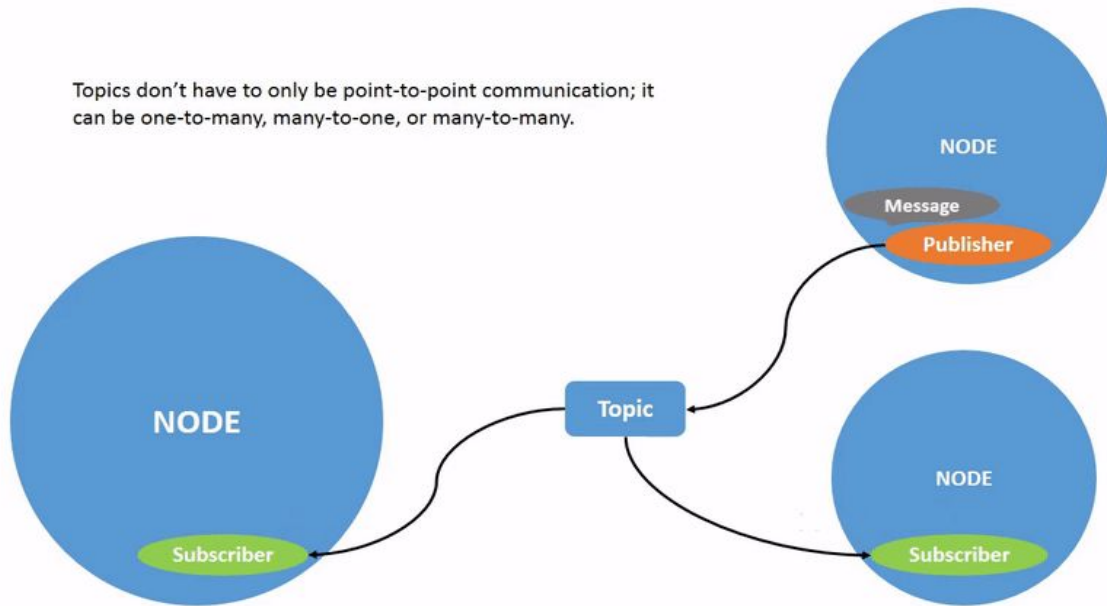 Topics don’t have to only be point-to-point communication; it
can be one-to-many, many-to-one, or many-to-many.
NODE
Message
Publisher
Topic
NODE
Subscriber
NODE
Subscriber